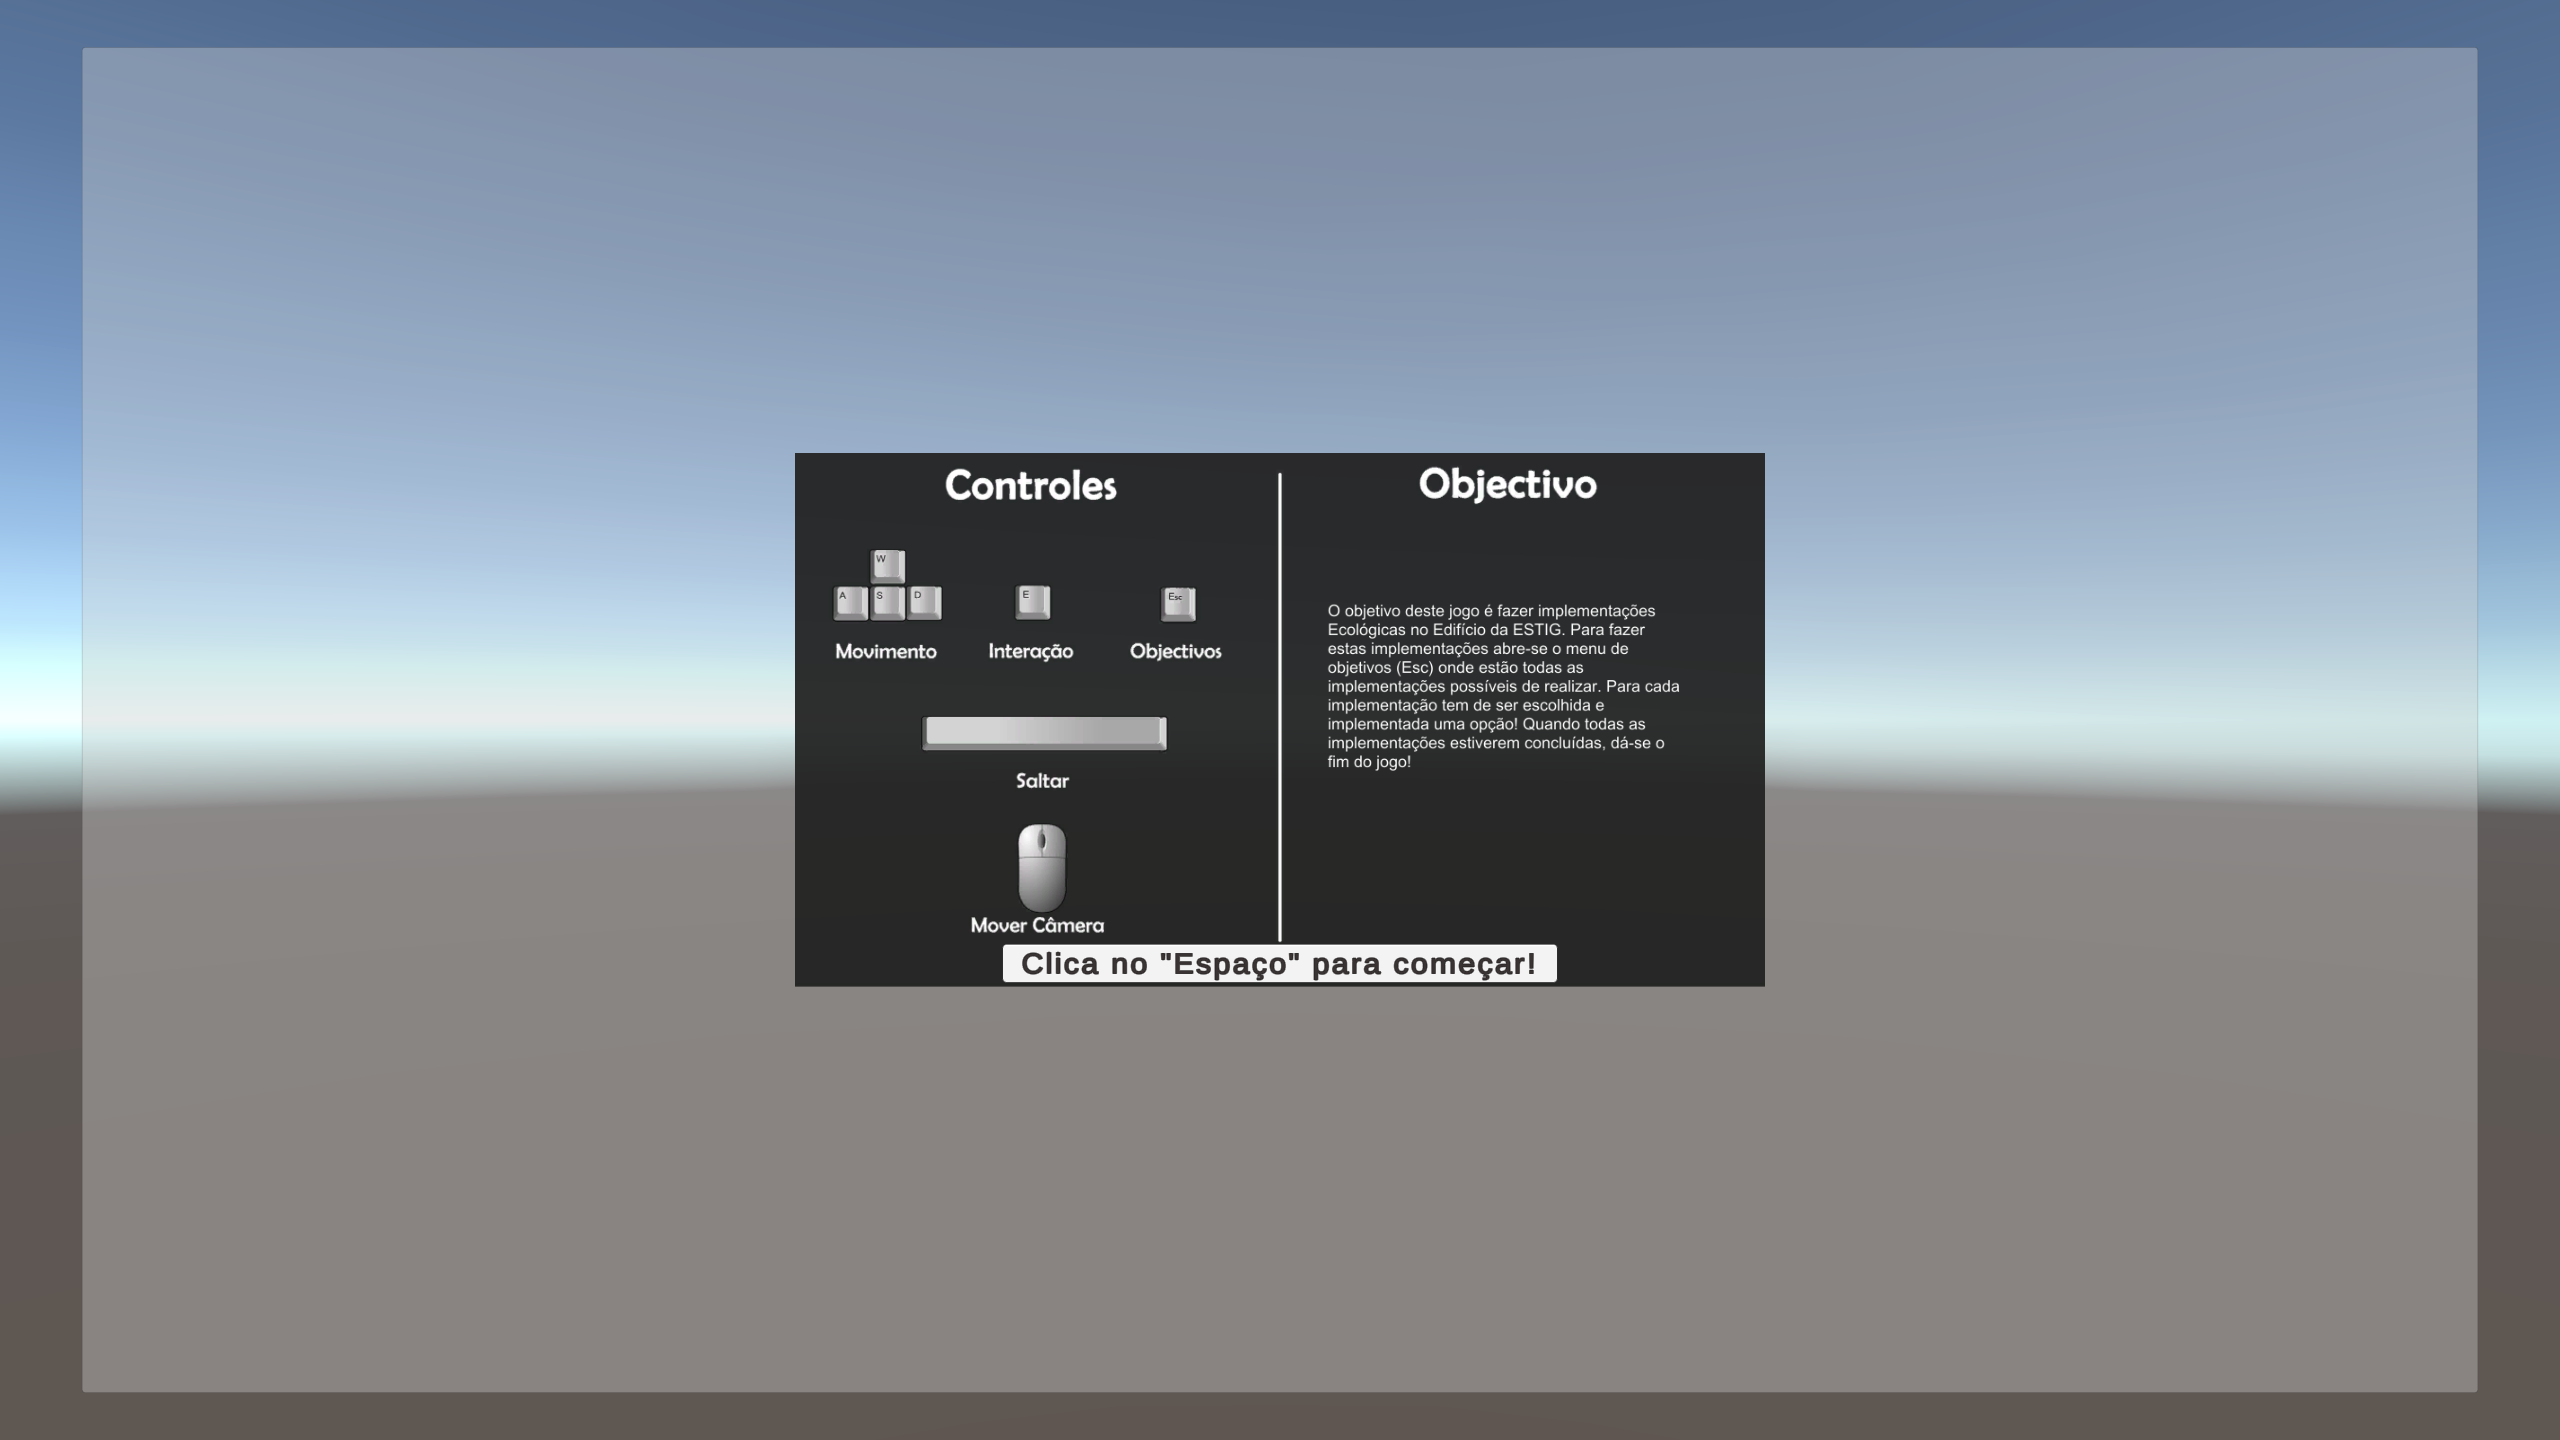 Controles
W
A S D
E
Esc
Movimento
Interação
Objectivos
Saltar
Mover Câmera
Objectivo
O objetivo deste jogo é fazer implementações
Ecológicas no Edifício da ESTIG. Para fazer
estas implementações abre-se o menu de
objetivos (Esc) onde estão todas as
implementações possíveis de realizar. Para cada
implementação tem de ser escolhida e
implementada uma opção! Quando todas as
implementações estiverem concluídas, dá-se o
fim do jogo!
Clica no "Espaço" para começar!